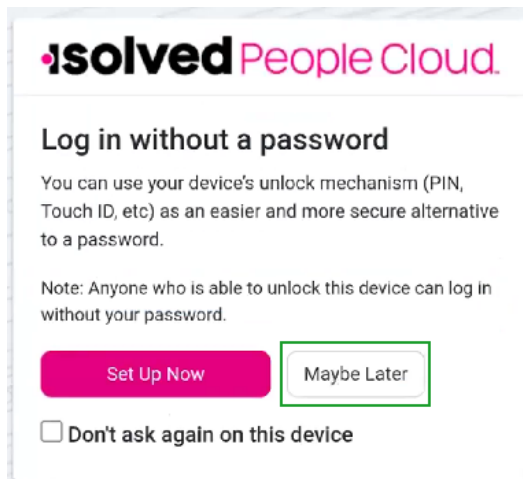 isolved People Cloud.
Log in without a password
You can use your device's unlock mechanism (PIN,
Touch ID, etc) as an easier and more secure alternative
to a password.
Note: Anyone who is able to unlock this device can log in
without your password.
Set Up Now Maybe Later
Don't ask again on this device